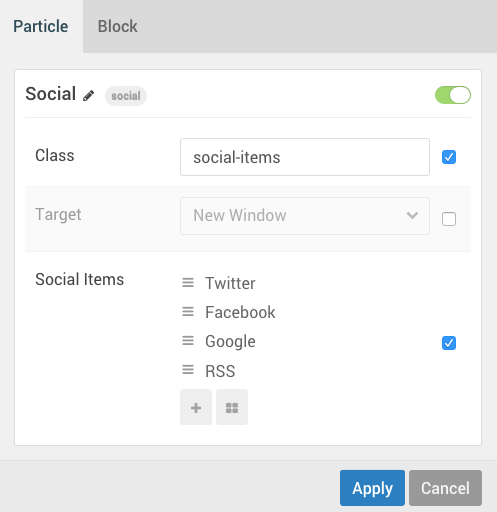 Particle Block
Social social
Class social-items
Target New Window
Social Items
Twitter
Facebook
Google
RSS
Apply Cancel